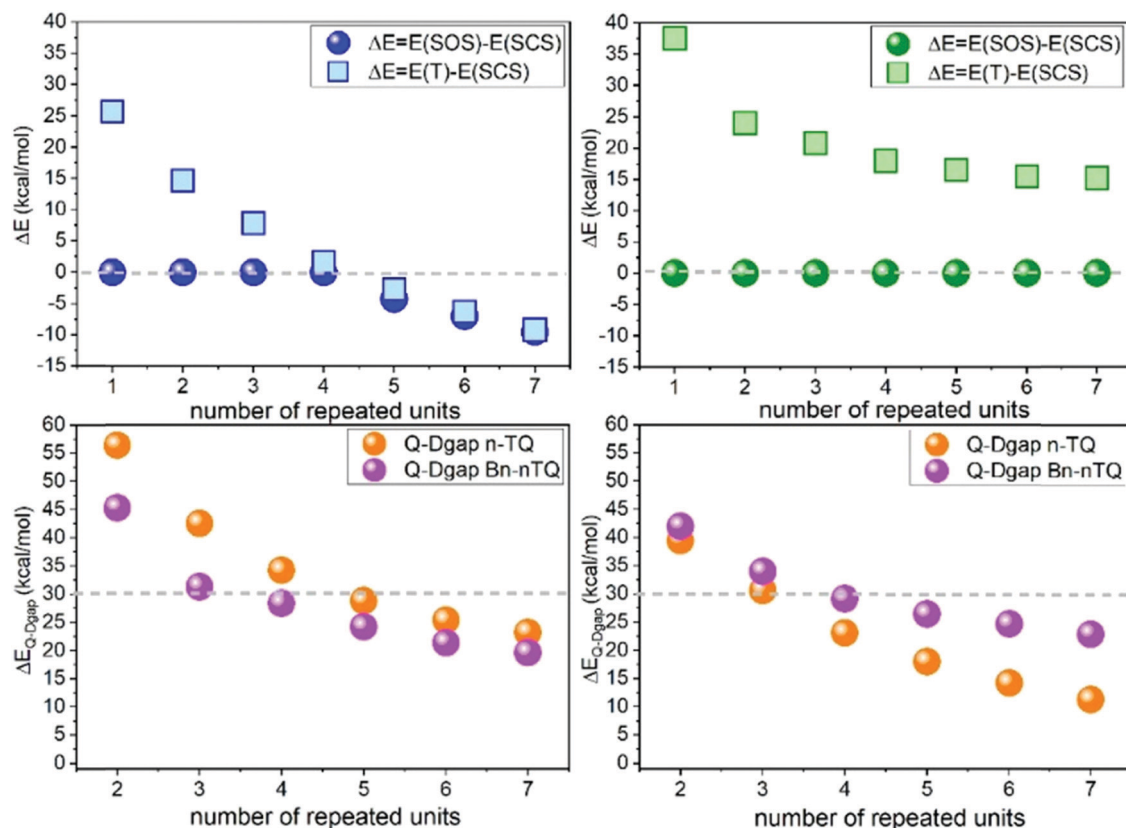 40
35
30
25
20
15
10
5
0
-5
-10
-15
ΔE (kcal/mol)
ΔE=E(SOS)-E(SCS)
ΔE=E(T)-E(SCS)
1 2 3 4 5 6 7
number of repeated units
40
35
30
25
20
15
10
5
0
-5
-10
-15
ΔE (kcal/mol)
ΔE=E(SOS)-E(SCS)
ΔE=E(T)-E(SCS)
1 2 3 4 5 6 7
number of repeated units
60
55
50
45
40
35
30
25
20
15
10
5
0
ΔE Q-Dgap (kcal/mol)
Q-Dgap n-TQ
Q-Dgap Bn-nTQ
2 3 4 5 6 7
number of repeated units
60
55
50
45
40
35
30
25
20
15
10
5
0
ΔE Q-Dgap (kcal/mol)
Q-Dgap n-TQ
Q-Dgap Bn-nTQ
2 3 4 5 6 7
number of repeated units